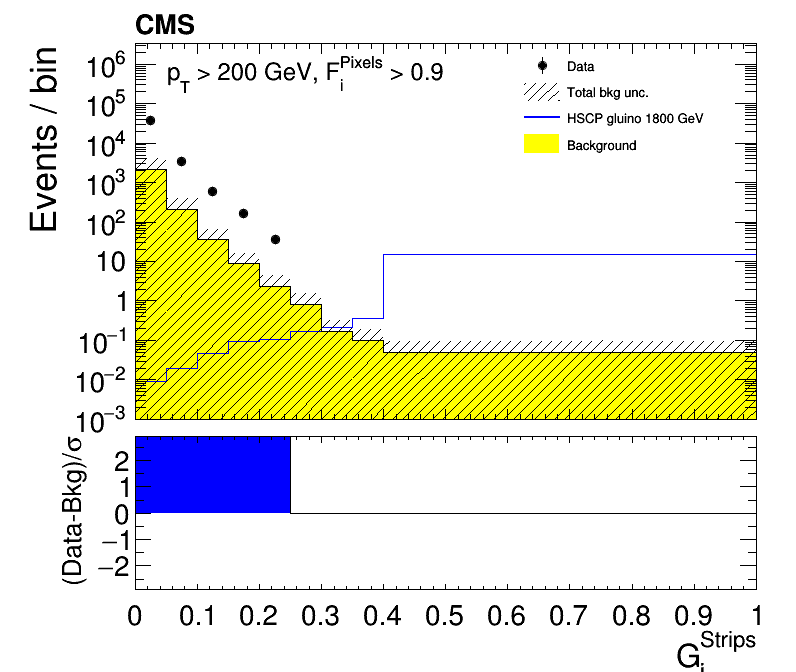 CMS
Events / bin
p_T > 200 GeV, F_i^Pixels > 0.9
Data
Total bkg unc.
HSCP gluino 1800 GeV
Background
10^6
10^5
10^4
10^3
10^2
10
1
10^−1
10^−2
10^−3
(Data-Bkg)/σ
2
1
0
−1
−2
0 0.1 0.2 0.3 0.4 0.5 0.6 0.7 0.8 0.9 1
G_i^Strips